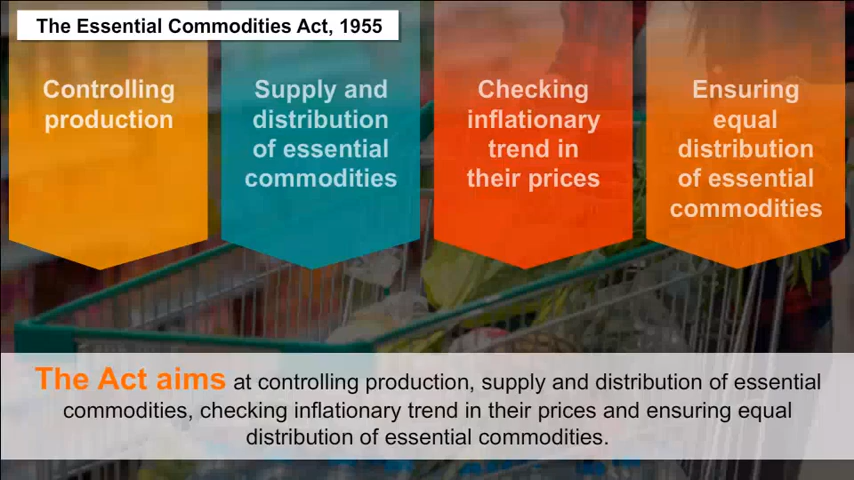 The Essential Commodities Act, 1955
Controlling
production
Supply and
distribution
of essential
commodities
Checking
inflationary
trend in
their prices
Ensuring
equal
distribution
of essential
commodities
The Act aims at controlling production, supply and distribution of essential
commodities, checking inflationary trend in their prices and ensuring equal
distribution of essential commodities.